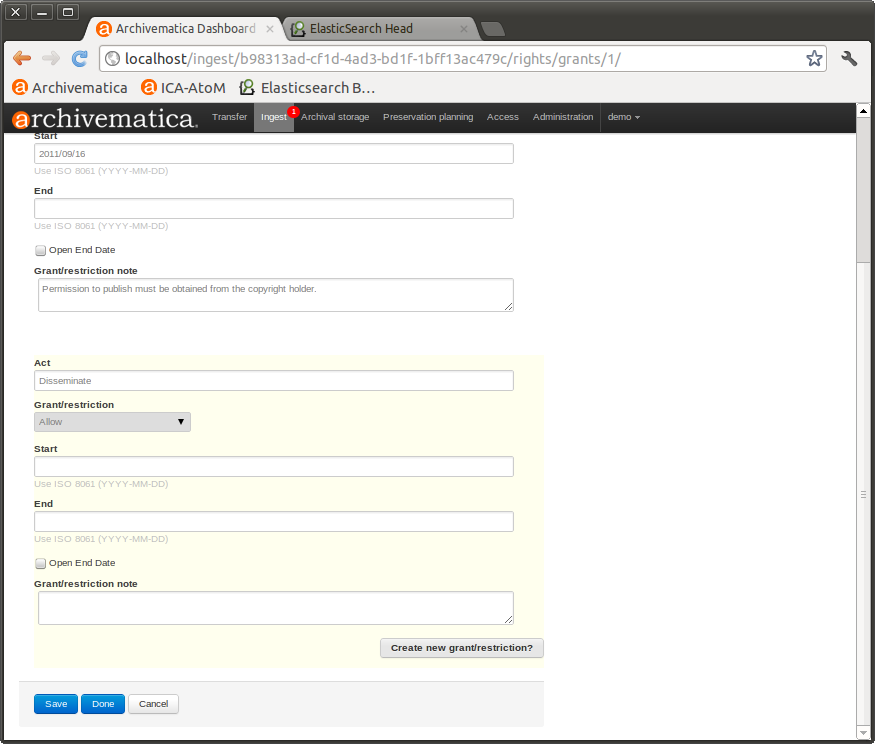 Archivematica Dashboard
ElasticSearch Head
localhost/ingest/b98313ad-cf1d-4ad3-bd1f-1bff13ac479c/rights/grants/1/
Archivematica ICA-AtoM Elasticsearch B...
archivematica. Transfer Ingest 1 Archival storage Preservation planning Access Administration demo
Start
2011/09/16
Use ISO 8061 (YYYY-MM-DD)
End
Use ISO 8061 (YYYY-MM-DD)
Open End Date
Grant/restriction note
Permission to publish must be obtained from the copyright holder.
Act
Disseminate
Grant/restriction
Allow
Start
Use ISO 8061 (YYYY-MM-DD)
End
Use ISO 8061 (YYYY-MM-DD)
Open End Date
Grant/restriction note
Create new grant/restriction?
Save Done Cancel